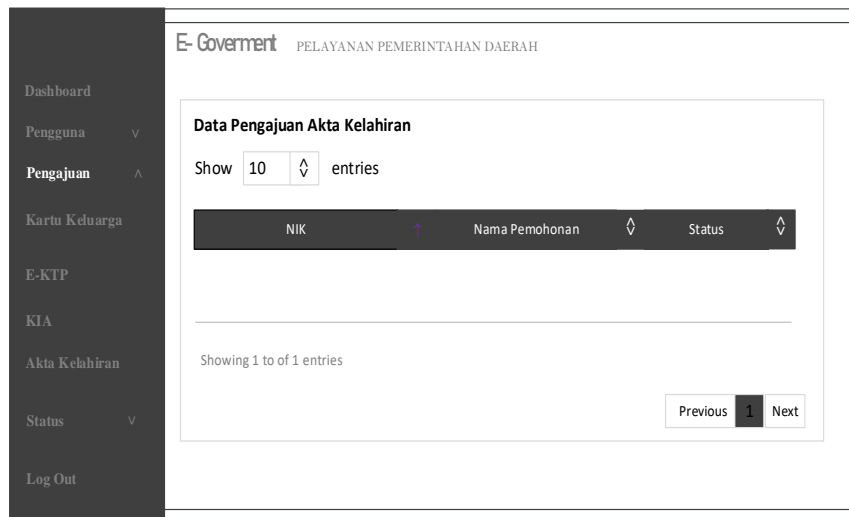 E- Goverment PELAYANAN PEMERINTAHAN DAERAH
Dashboard
Pengguna
Pengajuan
Kartu Keluarga
E-KTP
KIA
Akta Kelahiran
Status
Log Out
Data Pengajuan Akta Kelahiran
Show 10 entries
NIK Nama Pemohonan Status
Showing 1 to of 1 entries
Previous 1 Next